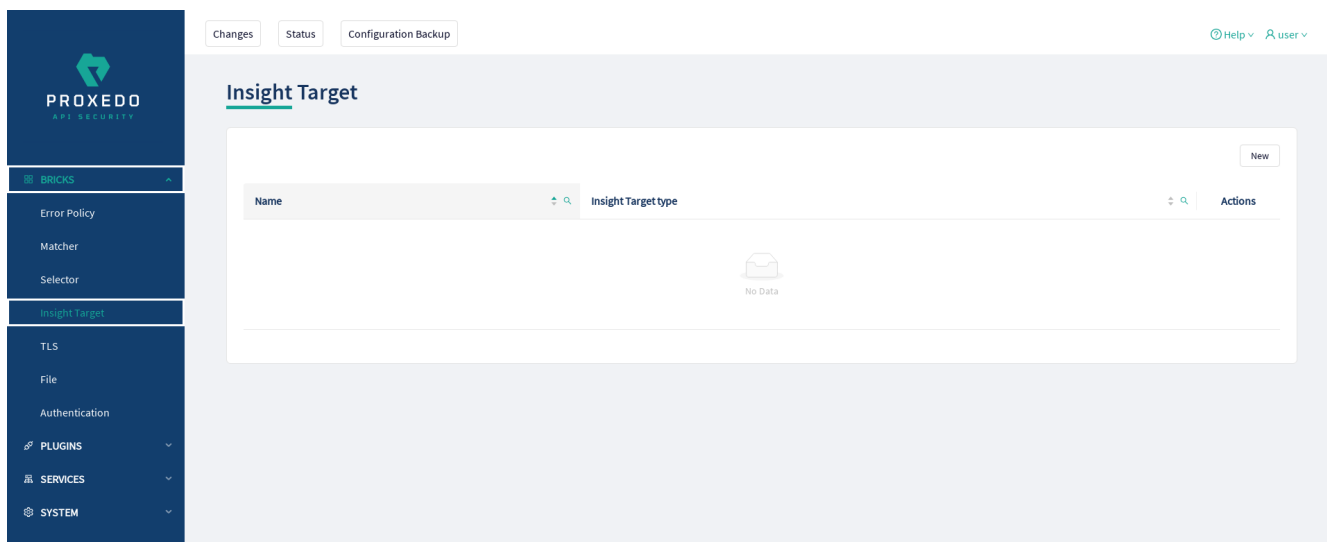 Changes Status Configuration Backup Help user
PROXEDO
API SECURITY
Insight Target
New
BRICKS
Name Insight Target type Actions
Error Policy
Matcher
Selector
No Data
Insight Target
TLS
File
Authentication
PLUGINS
SERVICES
SYSTEM